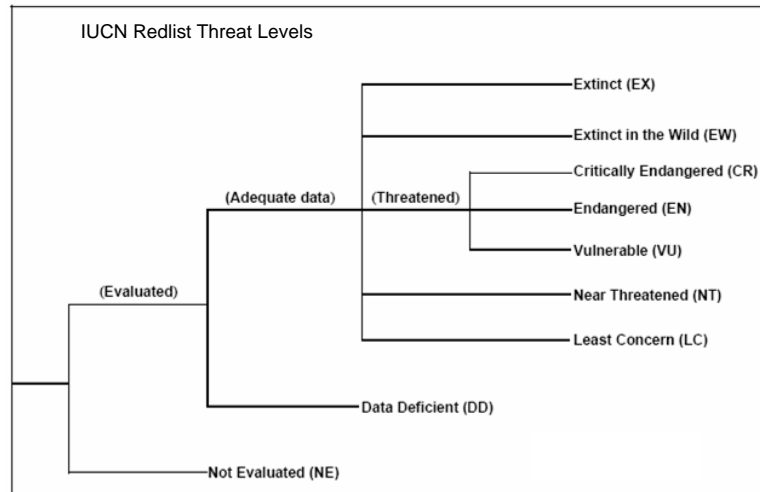 IUCN Redlist Threat Levels
Extinct (EX)
Extinct in the Wild (EW)
Critically Endangered (CR)
(Adequate data)
(Threatened)
Endangered (EN)
Vulnerable (VU)
(Evaluated)
Near Threatened (NT)
Least Concern (LC)
Data Deficient (DD)
Not Evaluated (NE)